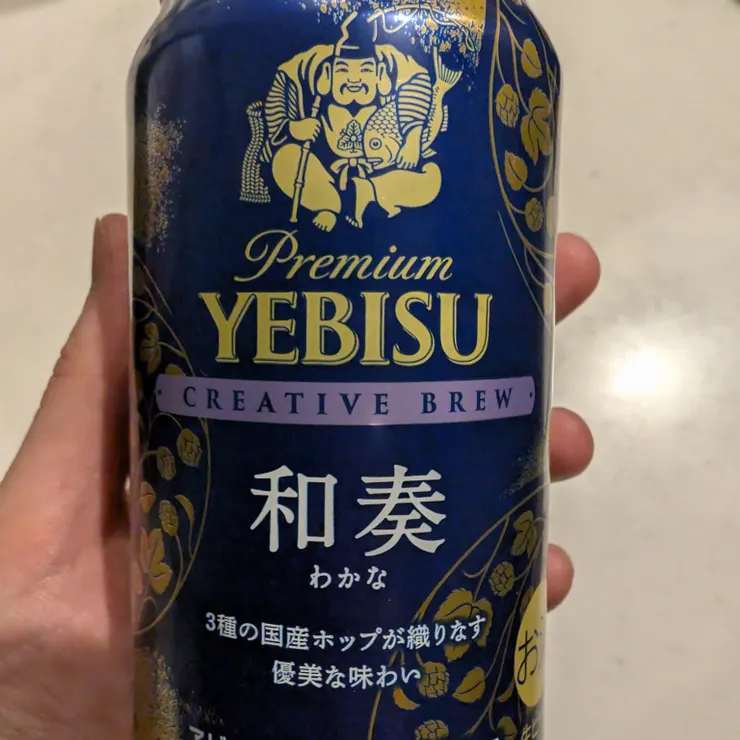 Premium
YEBISU
CREATIVE BREW
和奏
わかな
3種の国産ホップが織りなす
優美な味わい
お